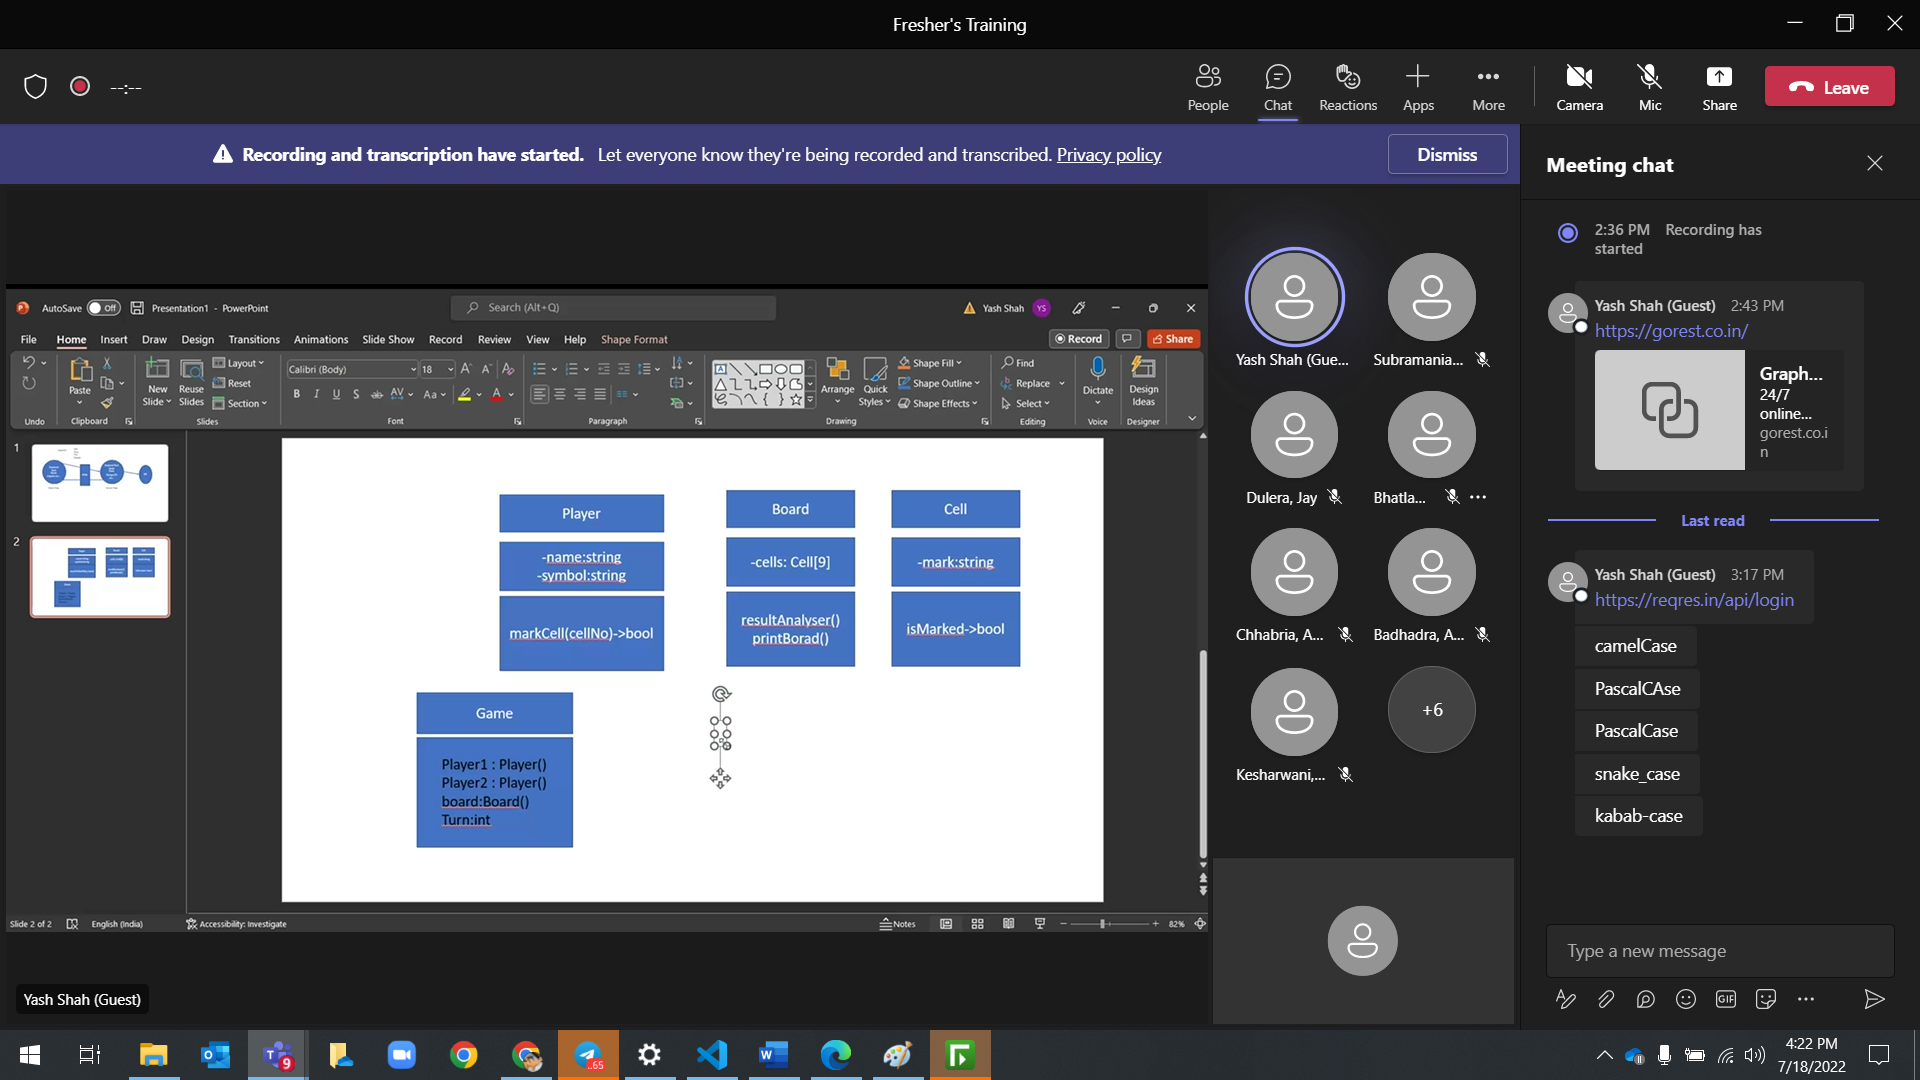 Fresher's Training
--:--
People
Chat
Reactions
Apps
More
Camera
Mic
Share
Leave
Recording and transcription have started. Let everyone know they're being recorded and transcribed. Privacy policy
Dismiss
AutoSave Off Presentation1 - PowerPoint
Search (Alt+Q)
Yash Shah YS
File Home Insert Draw Design Transitions Animations Slide Show Record Review View Help Shape Format
Record
Share
Paste
New Slide
Reuse Slides
Layout
Reset
Section
Calibri (Body) 18
Arrange
Quick Styles
Shape Fill
Shape Outline
Shape Effects
Find
Replace
Select
Dictate
Design Ideas
Undo Clipboard Slides Font Paragraph Drawing Editing Voice Designer
1
2
Player
-name:string
-symbol:string
markCell(cellNo)->bool
Board
-cells: Cell[9]
resultAnalyser()
printBorad()
Cell
-mark:string
isMarked->bool
Game
Player1 : Player()
Player2 : Player()
board:Board()
Turn:int
Slide 2 of 2 English (India) Accessibility: Investigate Notes 82%
Yash Shah (Guest)
Yash Shah (Gue...
Subramania...
Dulera, Jay
Bhatla...
Chhabria, A...
Badhadra, A...
Kesharwani,...
+6
Meeting chat
2:36 PM Recording has
started
Yash Shah (Guest) 2:43 PM
https://gorest.co.in/
Graph...
24/7
online...
gorest.co.i
n
Last read
Yash Shah (Guest) 3:17 PM
https://reqres.in/api/login
camelCase
PascalCAse
PascalCase
snake_case
kabab-case
Type a new message
GIF
9
..65
4:22 PM
7/18/2022